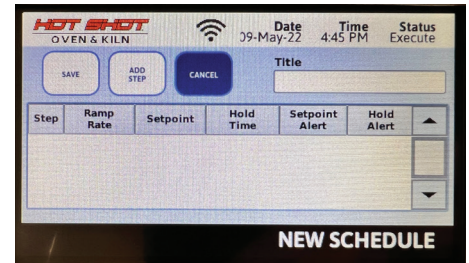 HOT SHOT
OVEN & KILN
Date Time Status
09-May-22 4:45 PM Execute
SAVE
ADD
STEP
CANCEL
Title
Step Ramp Rate Setpoint Hold Time Setpoint Alert Hold Alert
NEW SCHEDULE